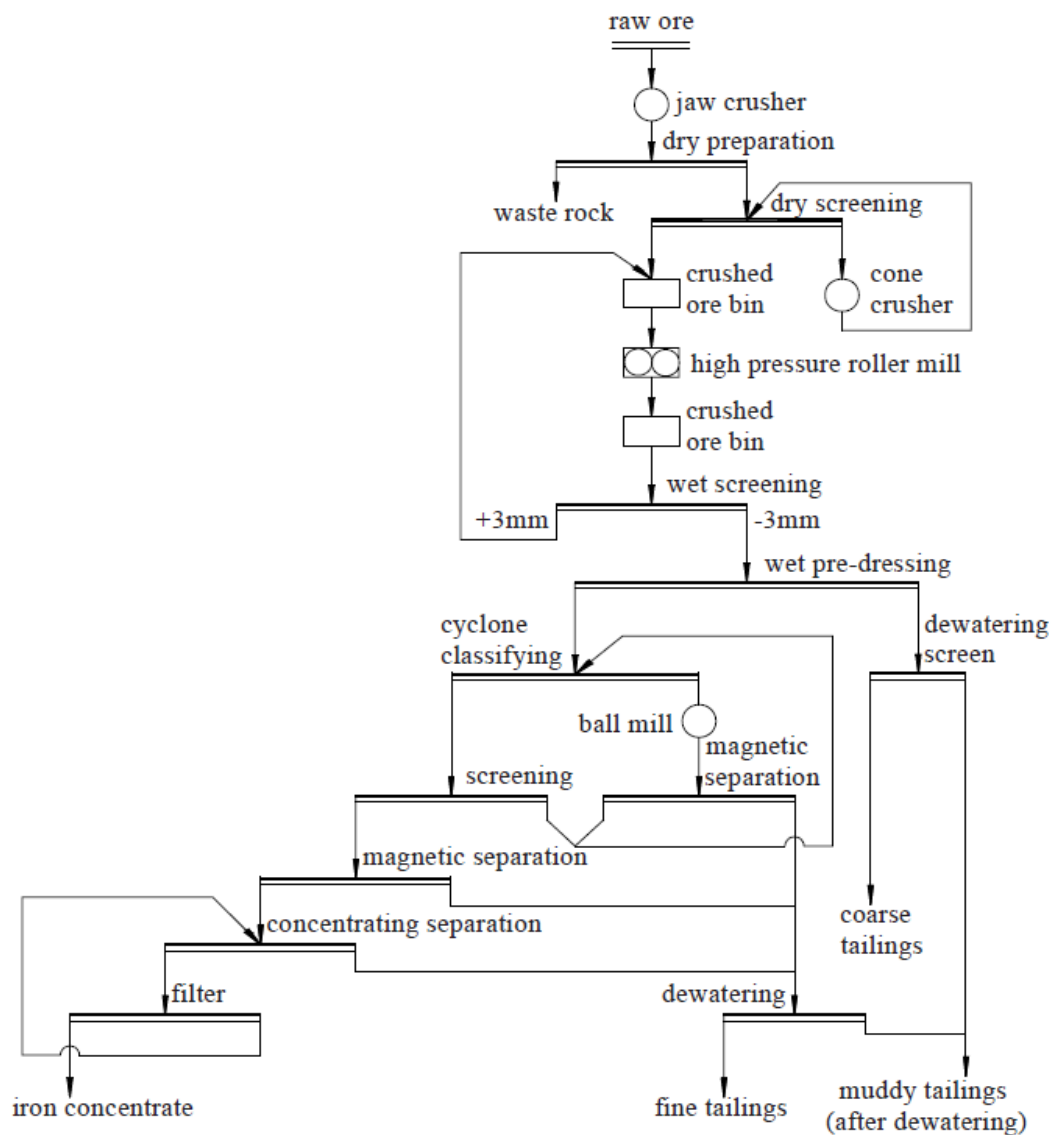 raw ore
jaw crusher
dry preparation
waste rock
dry screening
crushed
ore bin
cone
crusher
high pressure roller mill
crushed
ore bin
wet screening
+3mm
-3mm
wet pre-dressing
cyclone
classifying
dewatering
screen
ball mill
magnetic
separation
screening
magnetic separation
coarse
tailings
concentrating separation
filter
dewatering
iron concentrate
fine tailings
muddy tailings
(after dewatering)